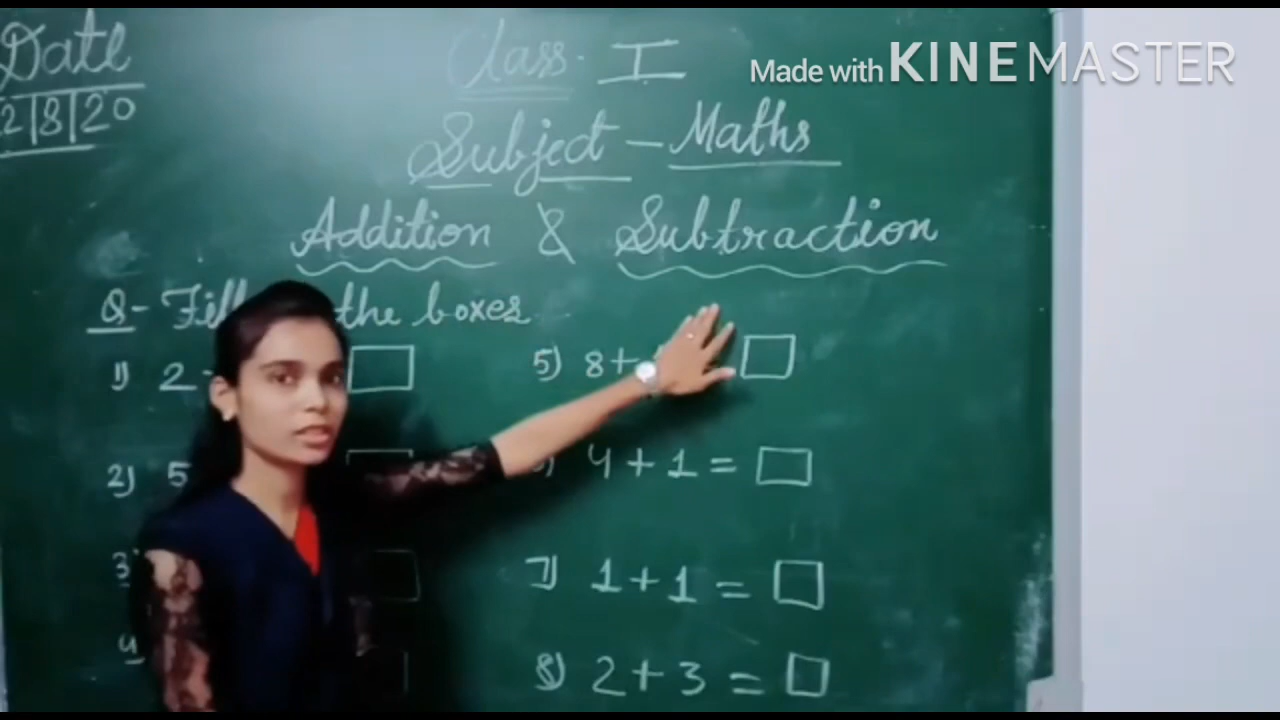 Date
2|8|20
Class. I
Made with KINEMASTER
Subject - Maths
Addition & Subtraction
Q- Fill the boxes
1) 2
2) 5
3
4
5) 8+
4+1=
7) 1+1=
8) 2+3=